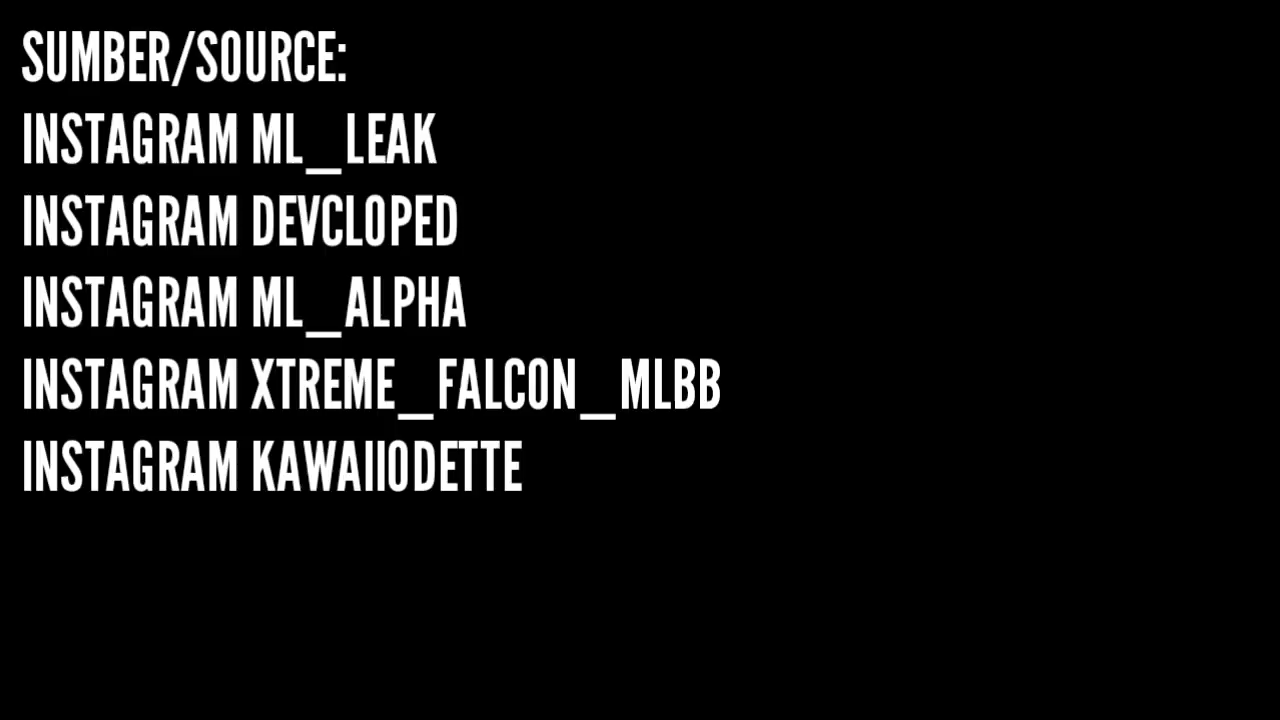 SUMBER/SOURCE:
INSTAGRAM ML_LEAK
INSTAGRAM DEVCLOPED
INSTAGRAM ML_ALPHA
INSTAGRAM XTREME_FALCON_MLBB
INSTAGRAM KAWAIIODETTE